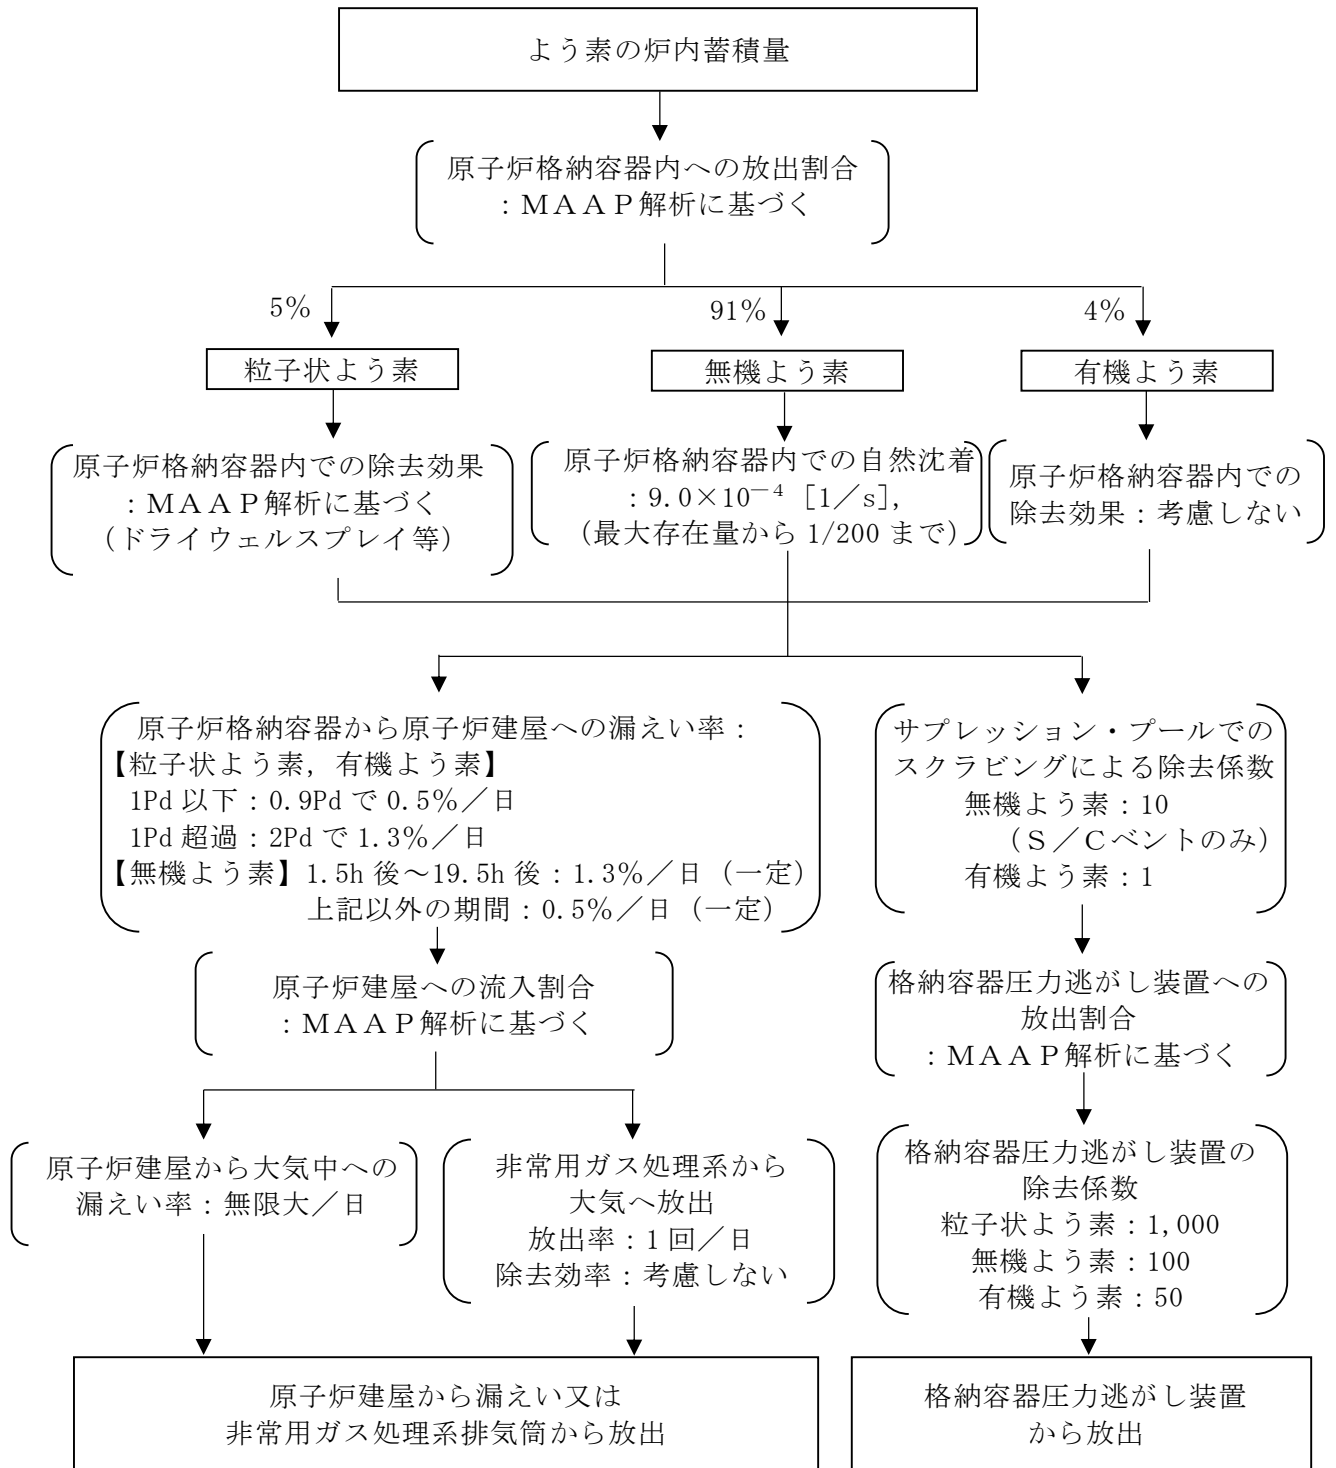 よう素の炉内蓄積量
原子炉格納容器内への放出割合
：ＭＡＡＰ解析に基づく
5%
91%
4%
粒子状よう素
無機よう素
有機よう素
原子炉格納容器内での除去効果
：ＭＡＡＰ解析に基づく
（ドライウェルスプレイ等）
原子炉格納容器内での自然沈着
：9.0×10⁻⁴［1／s］，
（最大存在量から 1/200 まで）
原子炉格納容器内での
除去効果：考慮しない
原子炉格納容器から原子炉建屋への漏えい率：
【粒子状よう素，有機よう素】
1Pd 以下：0.9Pd で 0.5%／日
1Pd 超過：2Pd で 1.3%／日
【無機よう素】1.5h 後～19.5h 後：1.3%／日（一定）
上記以外の期間：0.5%／日（一定）
サプレッション・プールでの
スクラビングによる除去係数
無機よう素：10
（Ｓ／Ｃベントのみ）
有機よう素：1
原子炉建屋への流入割合
：ＭＡＡＰ解析に基づく
格納容器圧力逃がし装置への
放出割合
：ＭＡＡＰ解析に基づく
原子炉建屋から大気中への
漏えい率：無限大／日
非常用ガス処理系から
大気へ放出
放出率：1 回／日
除去効率：考慮しない
格納容器圧力逃がし装置の
除去係数
粒子状よう素：1,000
無機よう素：100
有機よう素：50
原子炉建屋から漏えい又は
非常用ガス処理系排気筒から放出
格納容器圧力逃がし装置
から放出